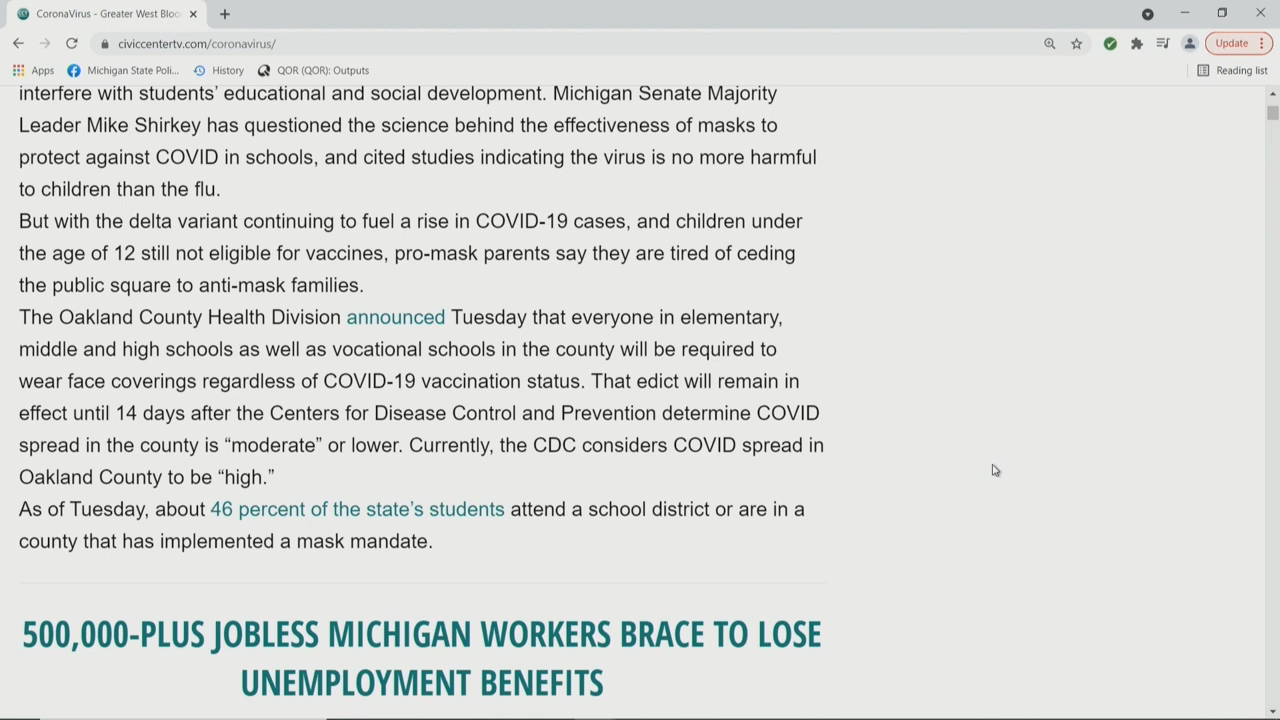 CoronaVirus - Greater West Bloo
civiccentertv.com/coronavirus/
Update
Apps
Michigan State Poli...
History
QOR (QOR): Outputs
Reading list
interfere with students’ educational and social development. Michigan Senate Majority
Leader Mike Shirkey has questioned the science behind the effectiveness of masks to
protect against COVID in schools, and cited studies indicating the virus is no more harmful
to children than the flu.
But with the delta variant continuing to fuel a rise in COVID-19 cases, and children under
the age of 12 still not eligible for vaccines, pro-mask parents say they are tired of ceding
the public square to anti-mask families.
The Oakland County Health Division announced Tuesday that everyone in elementary,
middle and high schools as well as vocational schools in the county will be required to
wear face coverings regardless of COVID-19 vaccination status. That edict will remain in
effect until 14 days after the Centers for Disease Control and Prevention determine COVID
spread in the county is “moderate” or lower. Currently, the CDC considers COVID spread in
Oakland County to be “high.”
As of Tuesday, about 46 percent of the state’s students attend a school district or are in a
county that has implemented a mask mandate.
500,000-PLUS JOBLESS MICHIGAN WORKERS BRACE TO LOSE
UNEMPLOYMENT BENEFITS